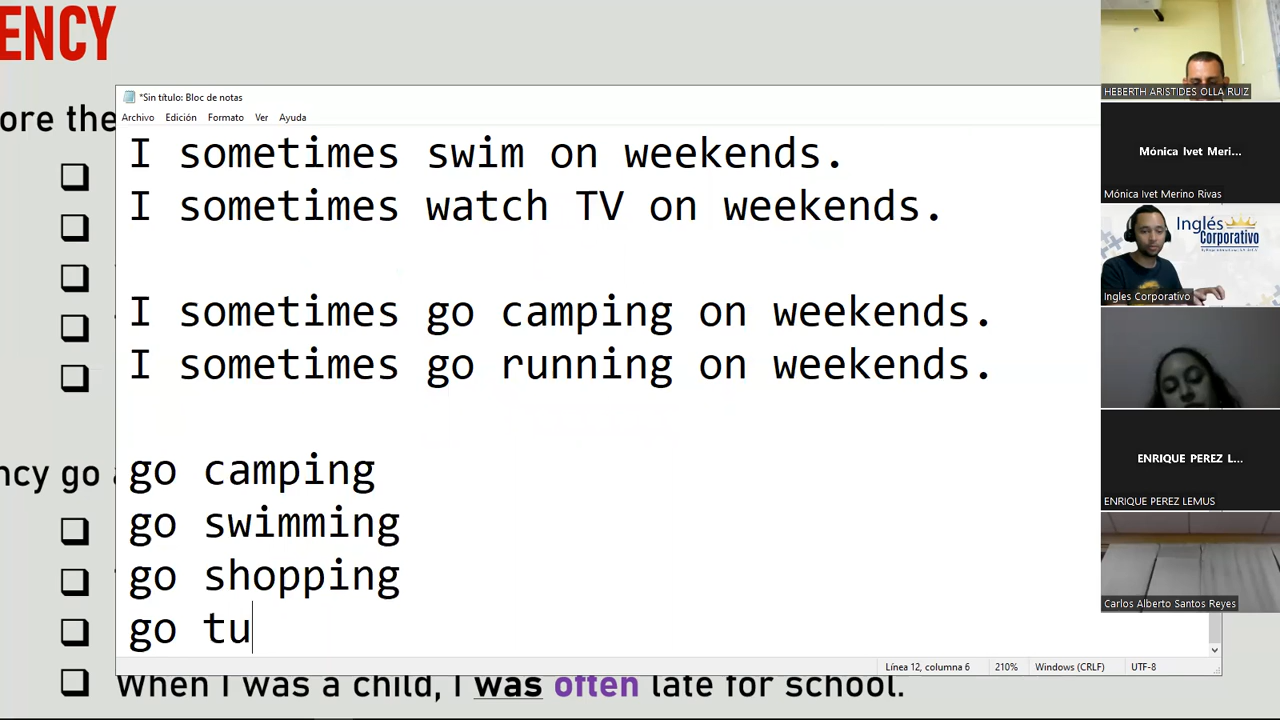 ENCY
ore the
*Sin título: Bloc de notas
Archivo Edición Formato Ver Ayuda
I sometimes swim on weekends.
I sometimes watch TV on weekends.
I sometimes go camping on weekends.
I sometimes go running on weekends.
ncy go
go camping
go swimming
go shopping
go tu
Línea 12, columna 6 210% Windows (CRLF) UTF-8
When I was a child, I was often late for school.
HEBERTH ARISTIDES OLLA RUIZ
Mónica Ivet Meri...
Mónica Ivet Merino Rivas
Inglés
Corporativo
Ingles Corporativo
ENRIQUE PEREZ L...
ENRIQUE PEREZ LEMUS
Carlos Alberto Santos Reyes